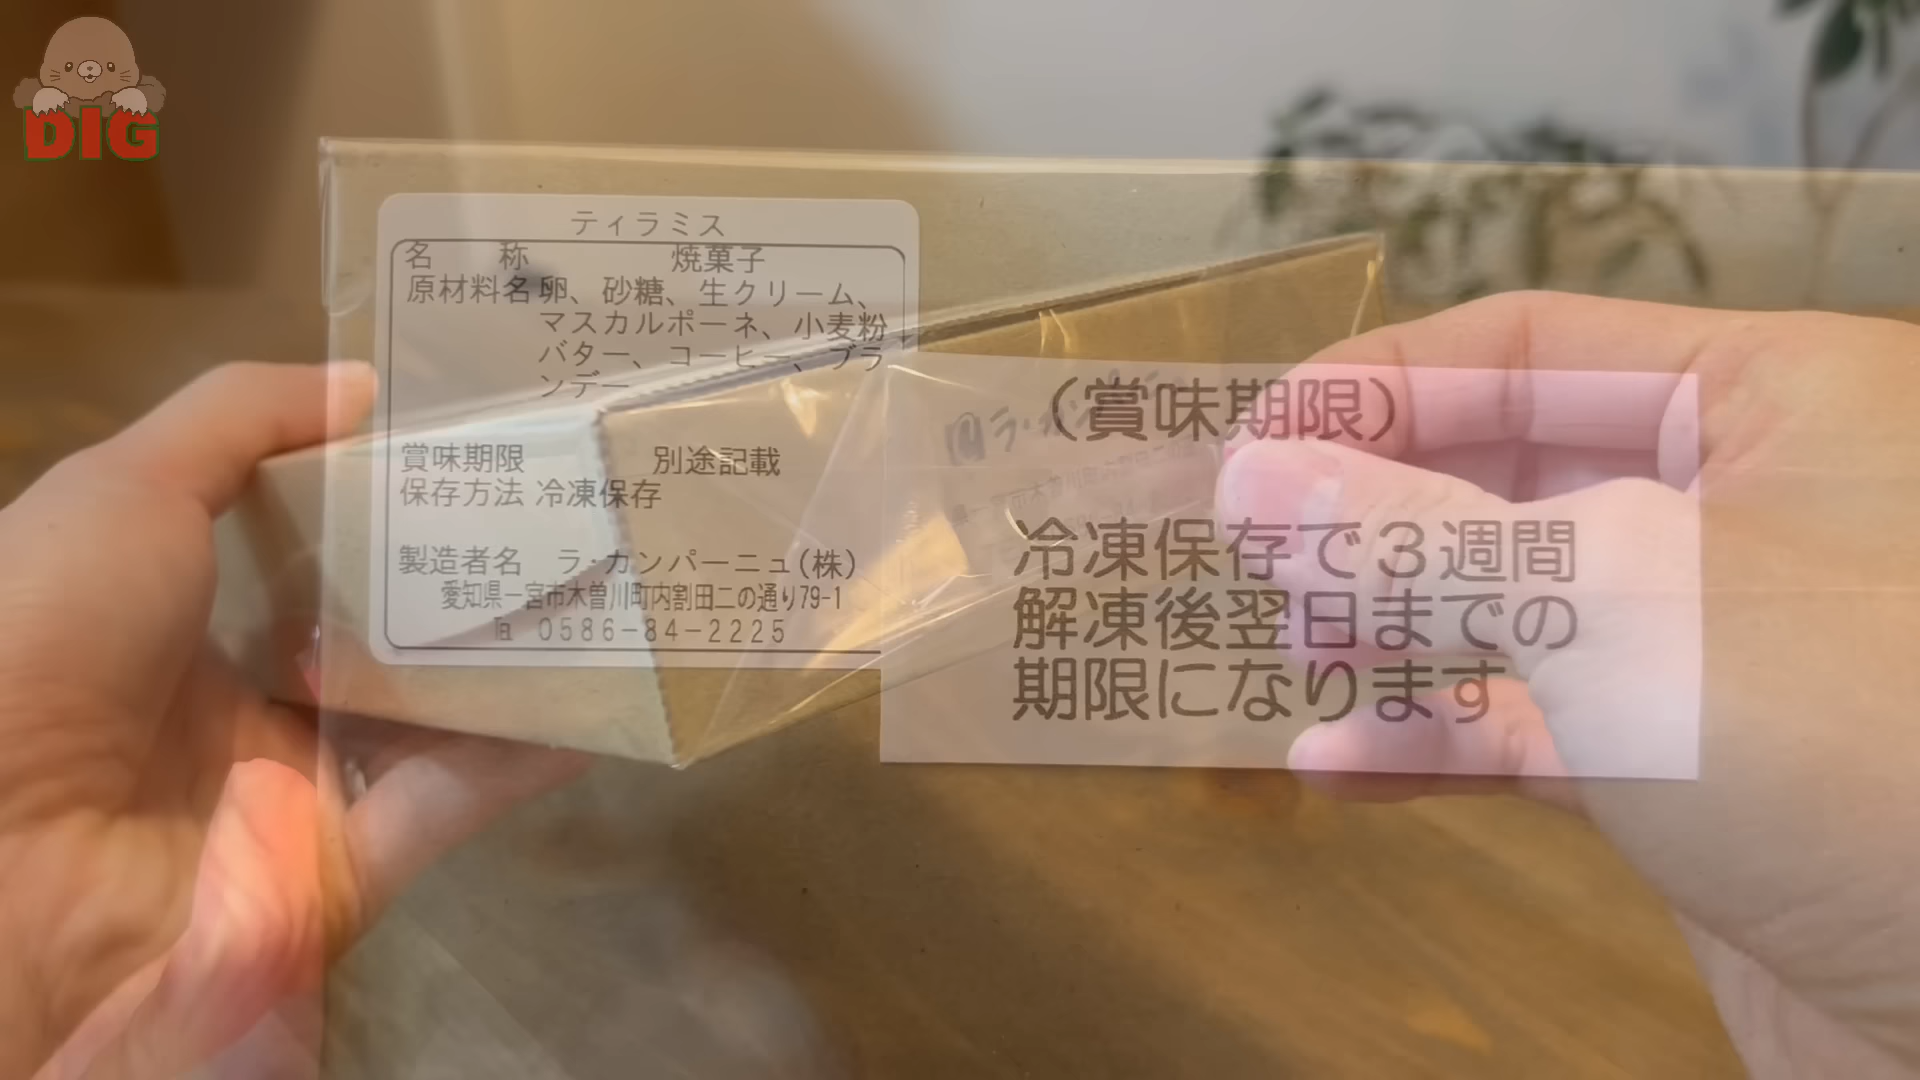 DIG
ティラミス
名　称　焼菓子
原材料名 卵、砂糖、生クリーム、
マスカルポーネ、小麦粉
バター、コーヒー、ブラ
ンデー
賞味期限　別途記載
保存方法 冷凍保存
製造者名 ラ・カンパーニュ(株)
愛知県一宮市木曽川町内割田二の通り79-1
℡ 0586-84-2225
（賞味期限）
冷凍保存で3週間
解凍後翌日までの
期限になります